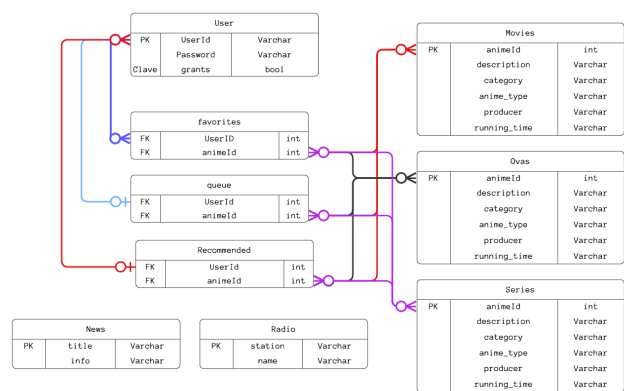 User
PK UserId Varchar
Password Varchar
Clave grants bool
favorites
FK UserID int
FK animeId int
queue
FK UserId int
FK animeId int
Recommended
FK UserId int
FK animeId int
News
PK title Varchar
info Varchar
Radio
PK station Varchar
name Varchar
Movies
PK animeId int
description Varchar
category Varchar
anime_type Varchar
producer Varchar
running_time Varchar
Ovas
PK animeId int
description Varchar
category Varchar
anime_type Varchar
producer Varchar
running_time Varchar
Series
PK animeId int
description Varchar
category Varchar
anime_type Varchar
producer Varchar
running_time Varchar